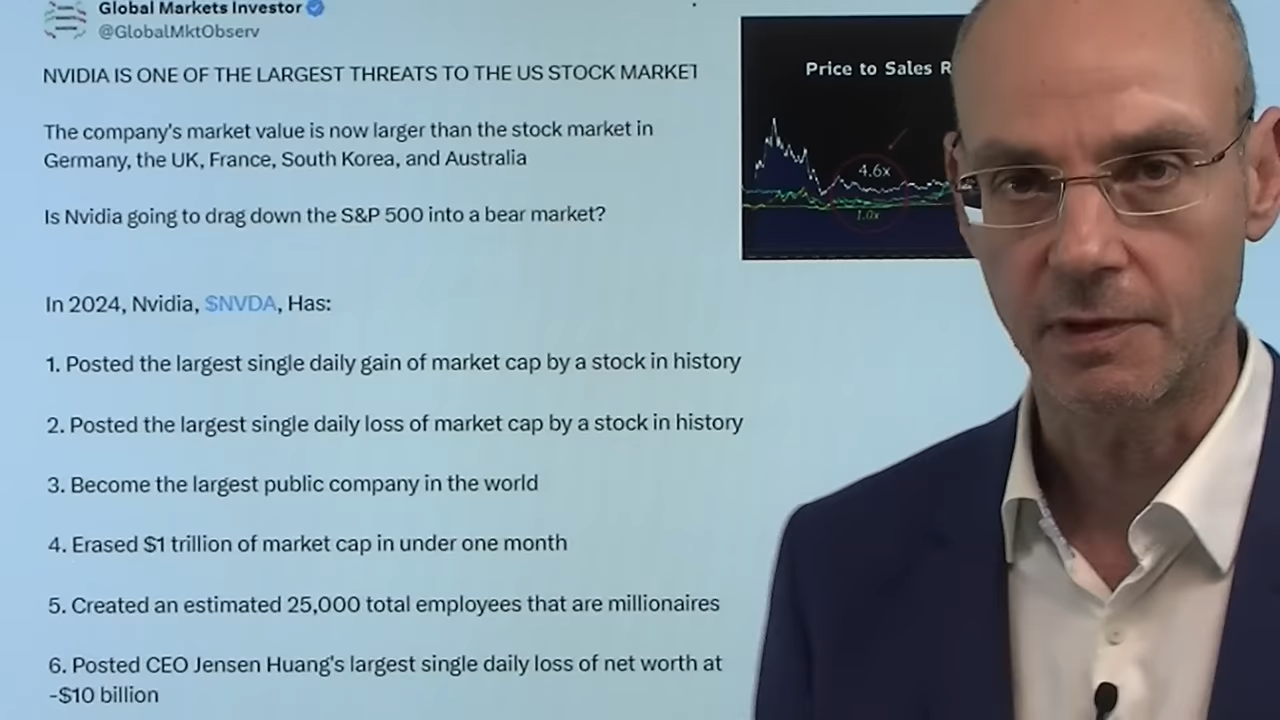 Global Markets Investor
@GlobalMktObserv
NVIDIA IS ONE OF THE LARGEST THREATS TO THE US STOCK MARKET
The company's market value is now larger than the stock market in
Germany, the UK, France, South Korea, and Australia
Is Nvidia going to drag down the S&P 500 into a bear market?
In 2024, Nvidia, $NVDA, Has:
1. Posted the largest single daily gain of market cap by a stock in history
2. Posted the largest single daily loss of market cap by a stock in history
3. Become the largest public company in the world
4. Erased $1 trillion of market cap in under one month
5. Created an estimated 25,000 total employees that are millionaires
6. Posted CEO Jensen Huang's largest single daily loss of net worth at
-$10 billion
Price to Sales R
4.6x
1.0x